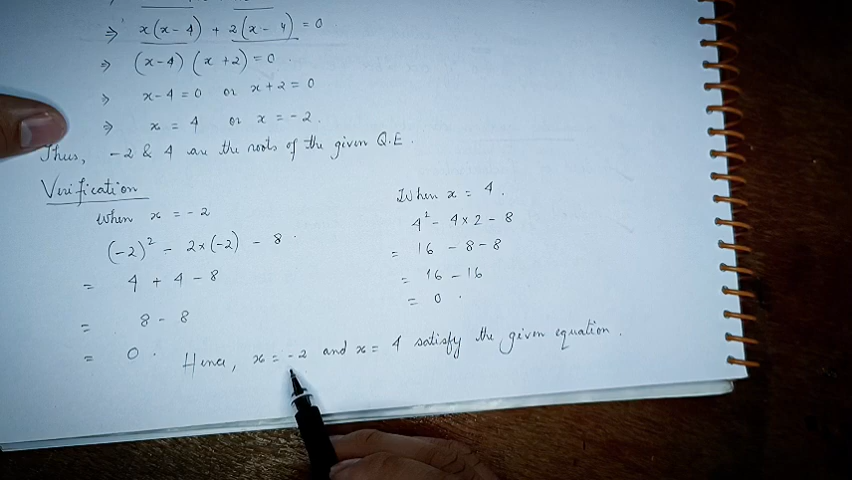 ⇒ x(x-4) + 2(x-4) = 0
⇒ (x-4) (x+2) = 0
⇒ x-4 = 0 or x+2 = 0
⇒ x = 4 or x = -2.
Thus, -2 & 4 are the roots of the given Q.E.
Verification
When x = -2
(-2)² - 2×(-2) - 8.
= 4 + 4 - 8
= 8 - 8
= 0.
When x = 4.
4² - 4×2 - 8
= 16 - 8 - 8
= 16 - 16
= 0.
Hence, x = -2 and x = 4 satisfy the given equation.